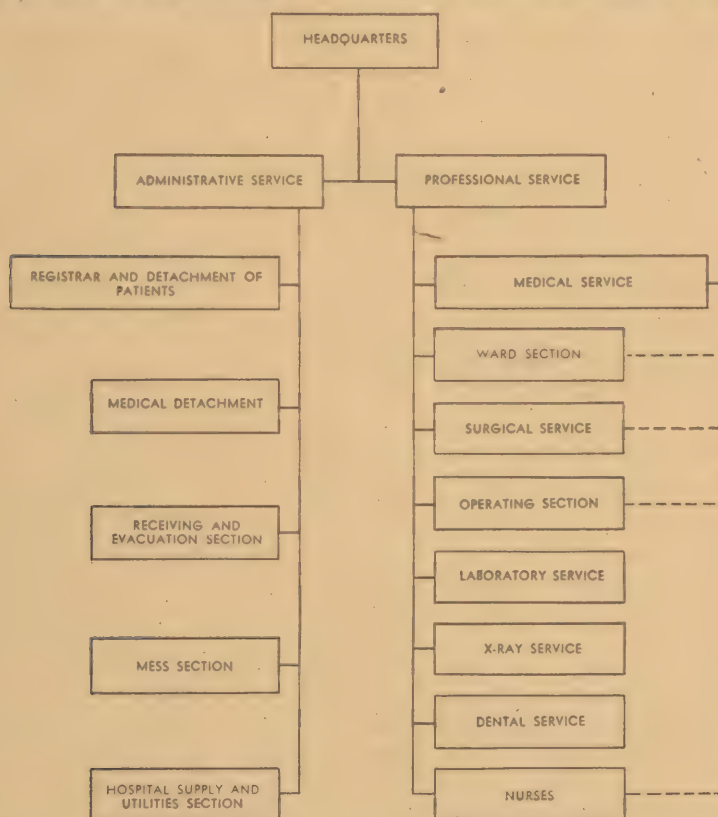 HEADQUARTERS
ADMINISTRATIVE SERVICE
PROFESSIONAL SERVICE
REGISTRAR AND DETACHMENT OF
PATIENTS
MEDICAL DETACHMENT
RECEIVING AND
EVACUATION SECTION
MESS SECTION
HOSPITAL SUPPLY AND
UTILITIES SECTION
MEDICAL SERVICE
WARD SECTION
SURGICAL SERVICE
OPERATING SECTION
LABORATORY SERVICE
X-RAY SERVICE
DENTAL SERVICE
NURSES